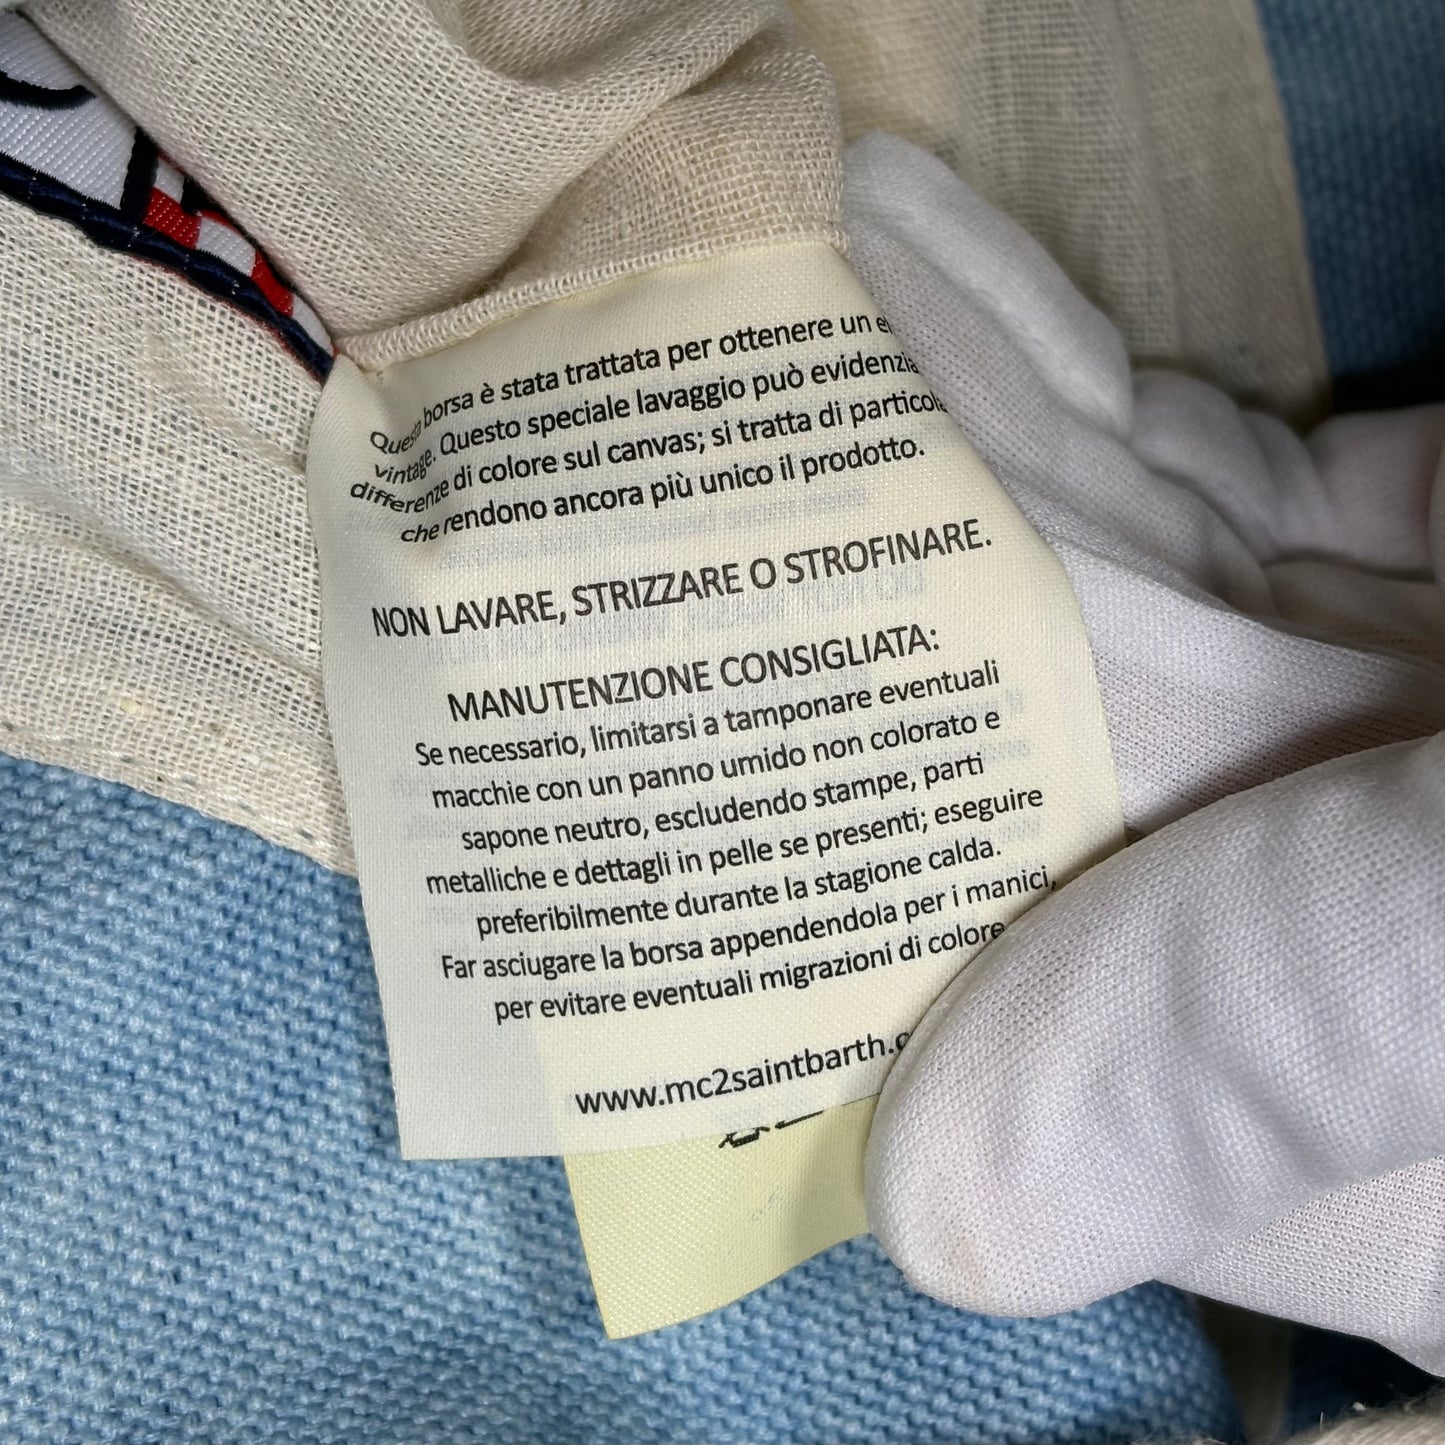 Questa borsa è stata trattata per ottenere un
vintage. Questo speciale lavaggio può
differenze di colore sul canvas; si tratta di
che rendono ancora più unico il prodotto.
NON LAVARE, STRIZZARE O STROFINARE.
MANUTENZIONE CONSIGLIATA:
Se necessario, limitarsi a tamponare eventuali
macchie con un panno umido non colorato e
sapone neutro, escludendo stampe, parti
metalliche e dettagli in pelle se presenti; eseguire
preferibilmente durante la stagione calda.
Far asciugare la borsa appendendola per i manici,
per evitare eventuali migrazioni di colore